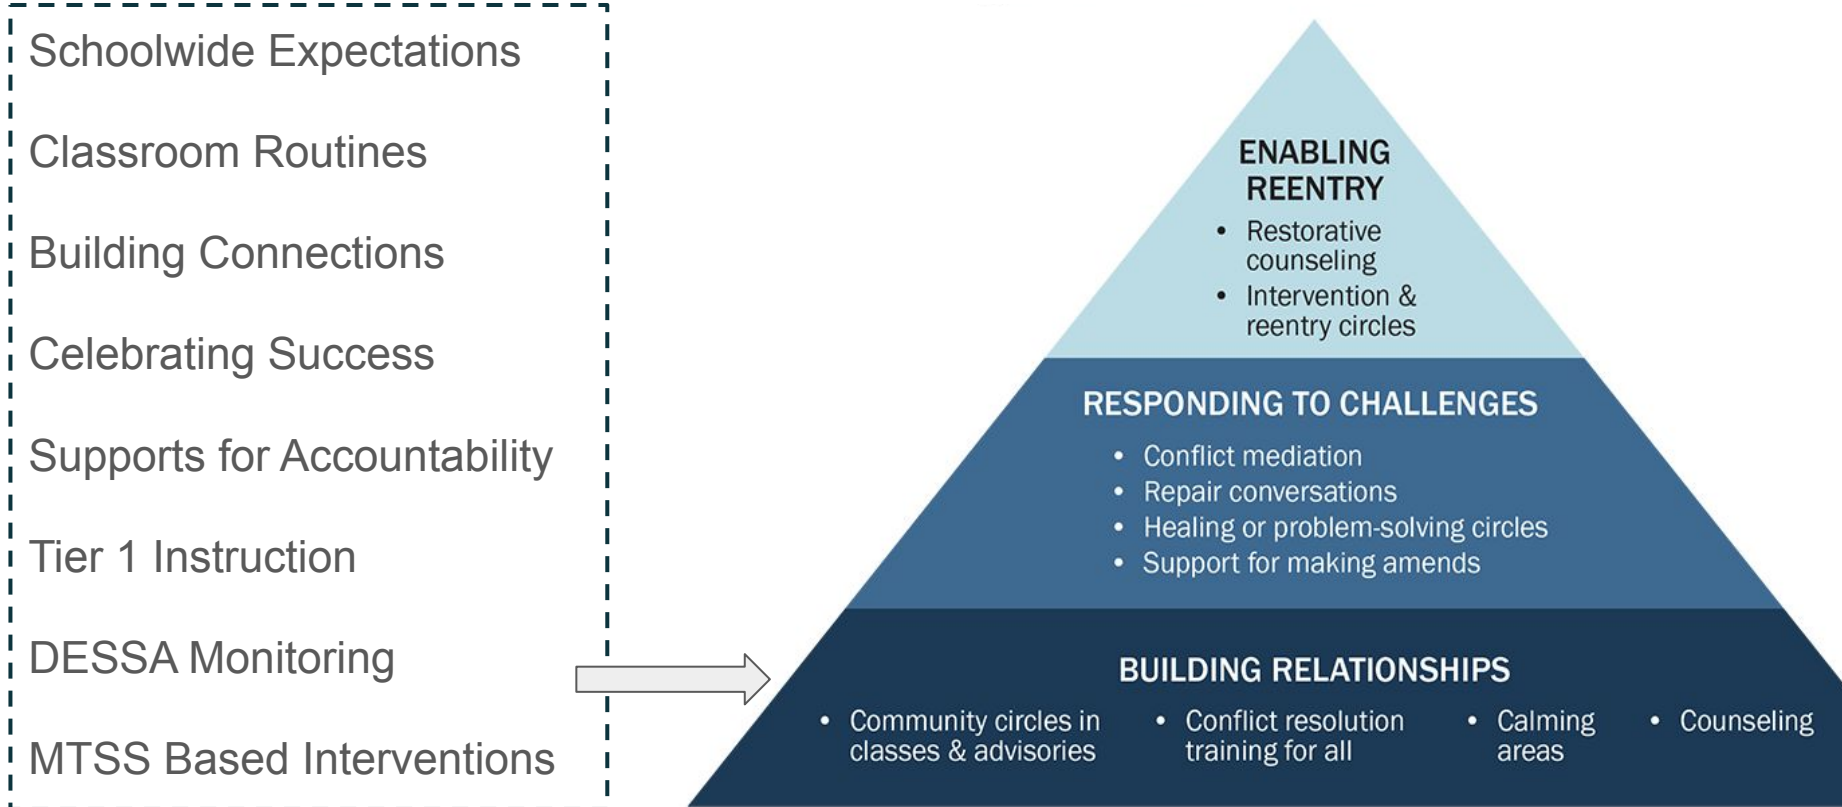 Schoolwide Expectations
Classroom Routines
Building Connections
Celebrating Success
Supports for Accountability
Tier 1 Instruction
DESSA Monitoring
MTSS Based Interventions
ENABLING
REENTRY
• Restorative
counseling
• Intervention &
reentry circles
RESPONDING TO CHALLENGES
• Conflict mediation
• Repair conversations
• Healing or problem-solving circles
• Support for making amends
BUILDING RELATIONSHIPS
• Community circles in
classes & advisories
• Conflict resolution
training for all
• Calming
areas
• Counseling